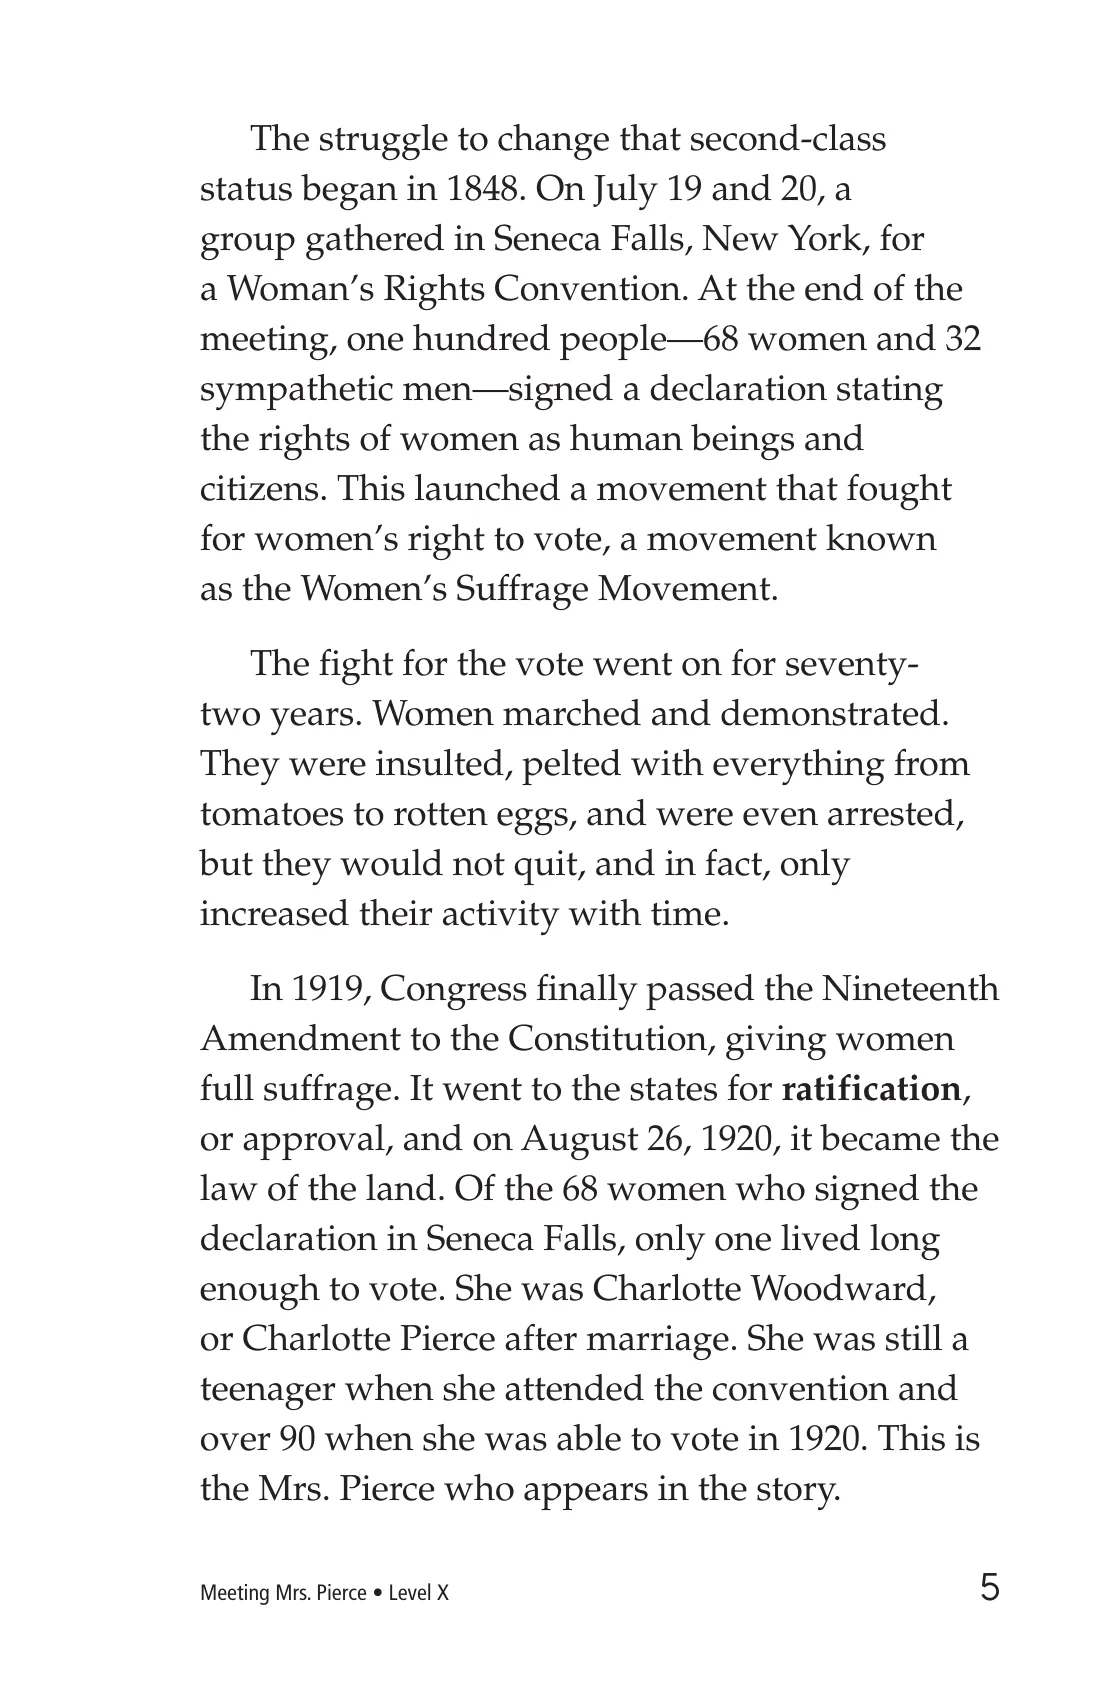 The struggle to change that second-class
status began in 1848. On July 19 and 20, a
group gathered in Seneca Falls, New York, for
a Woman’s Rights Convention. At the end of the
meeting, one hundred people—68 women and 32
sympathetic men—signed a declaration stating
the rights of women as human beings and
citizens. This launched a movement that fought
for women’s right to vote, a movement known
as the Women’s Suffrage Movement.
The fight for the vote went on for seventy-
two years. Women marched and demonstrated.
They were insulted, pelted with everything from
tomatoes to rotten eggs, and were even arrested,
but they would not quit, and in fact, only
increased their activity with time.
In 1919, Congress finally passed the Nineteenth
Amendment to the Constitution, giving women
full suffrage. It went to the states for ratification,
or approval, and on August 26, 1920, it became the
law of the land. Of the 68 women who signed the
declaration in Seneca Falls, only one lived long
enough to vote. She was Charlotte Woodward,
or Charlotte Pierce after marriage. She was still a
teenager when she attended the convention and
over 90 when she was able to vote in 1920. This is
the Mrs. Pierce who appears in the story.
Meeting Mrs. Pierce • Level X
5